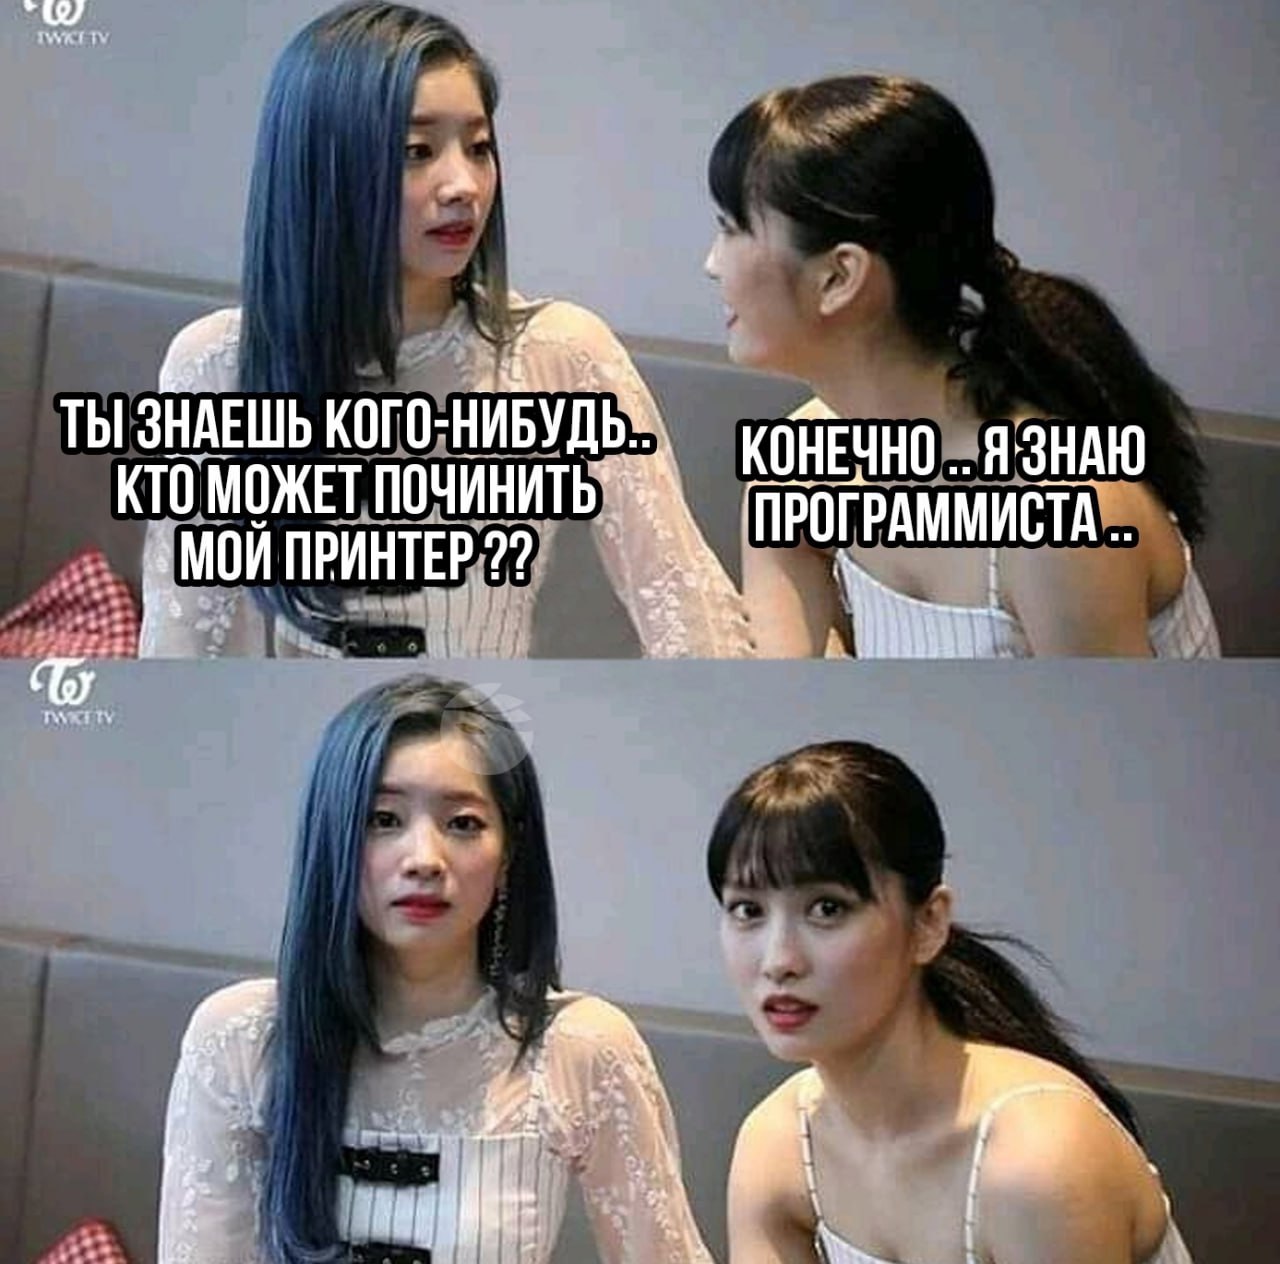 TWICE TV
ТЫ ЗНАЕШЬ КОГО-НИБУДЬ..
КТО МОЖЕТ ПОЧИНИТЬ
МОЙ ПРИНТЕР ??
КОНЕЧНО .. Я ЗНАЮ
ПРОГРАММИСТА ..
TWICE TV